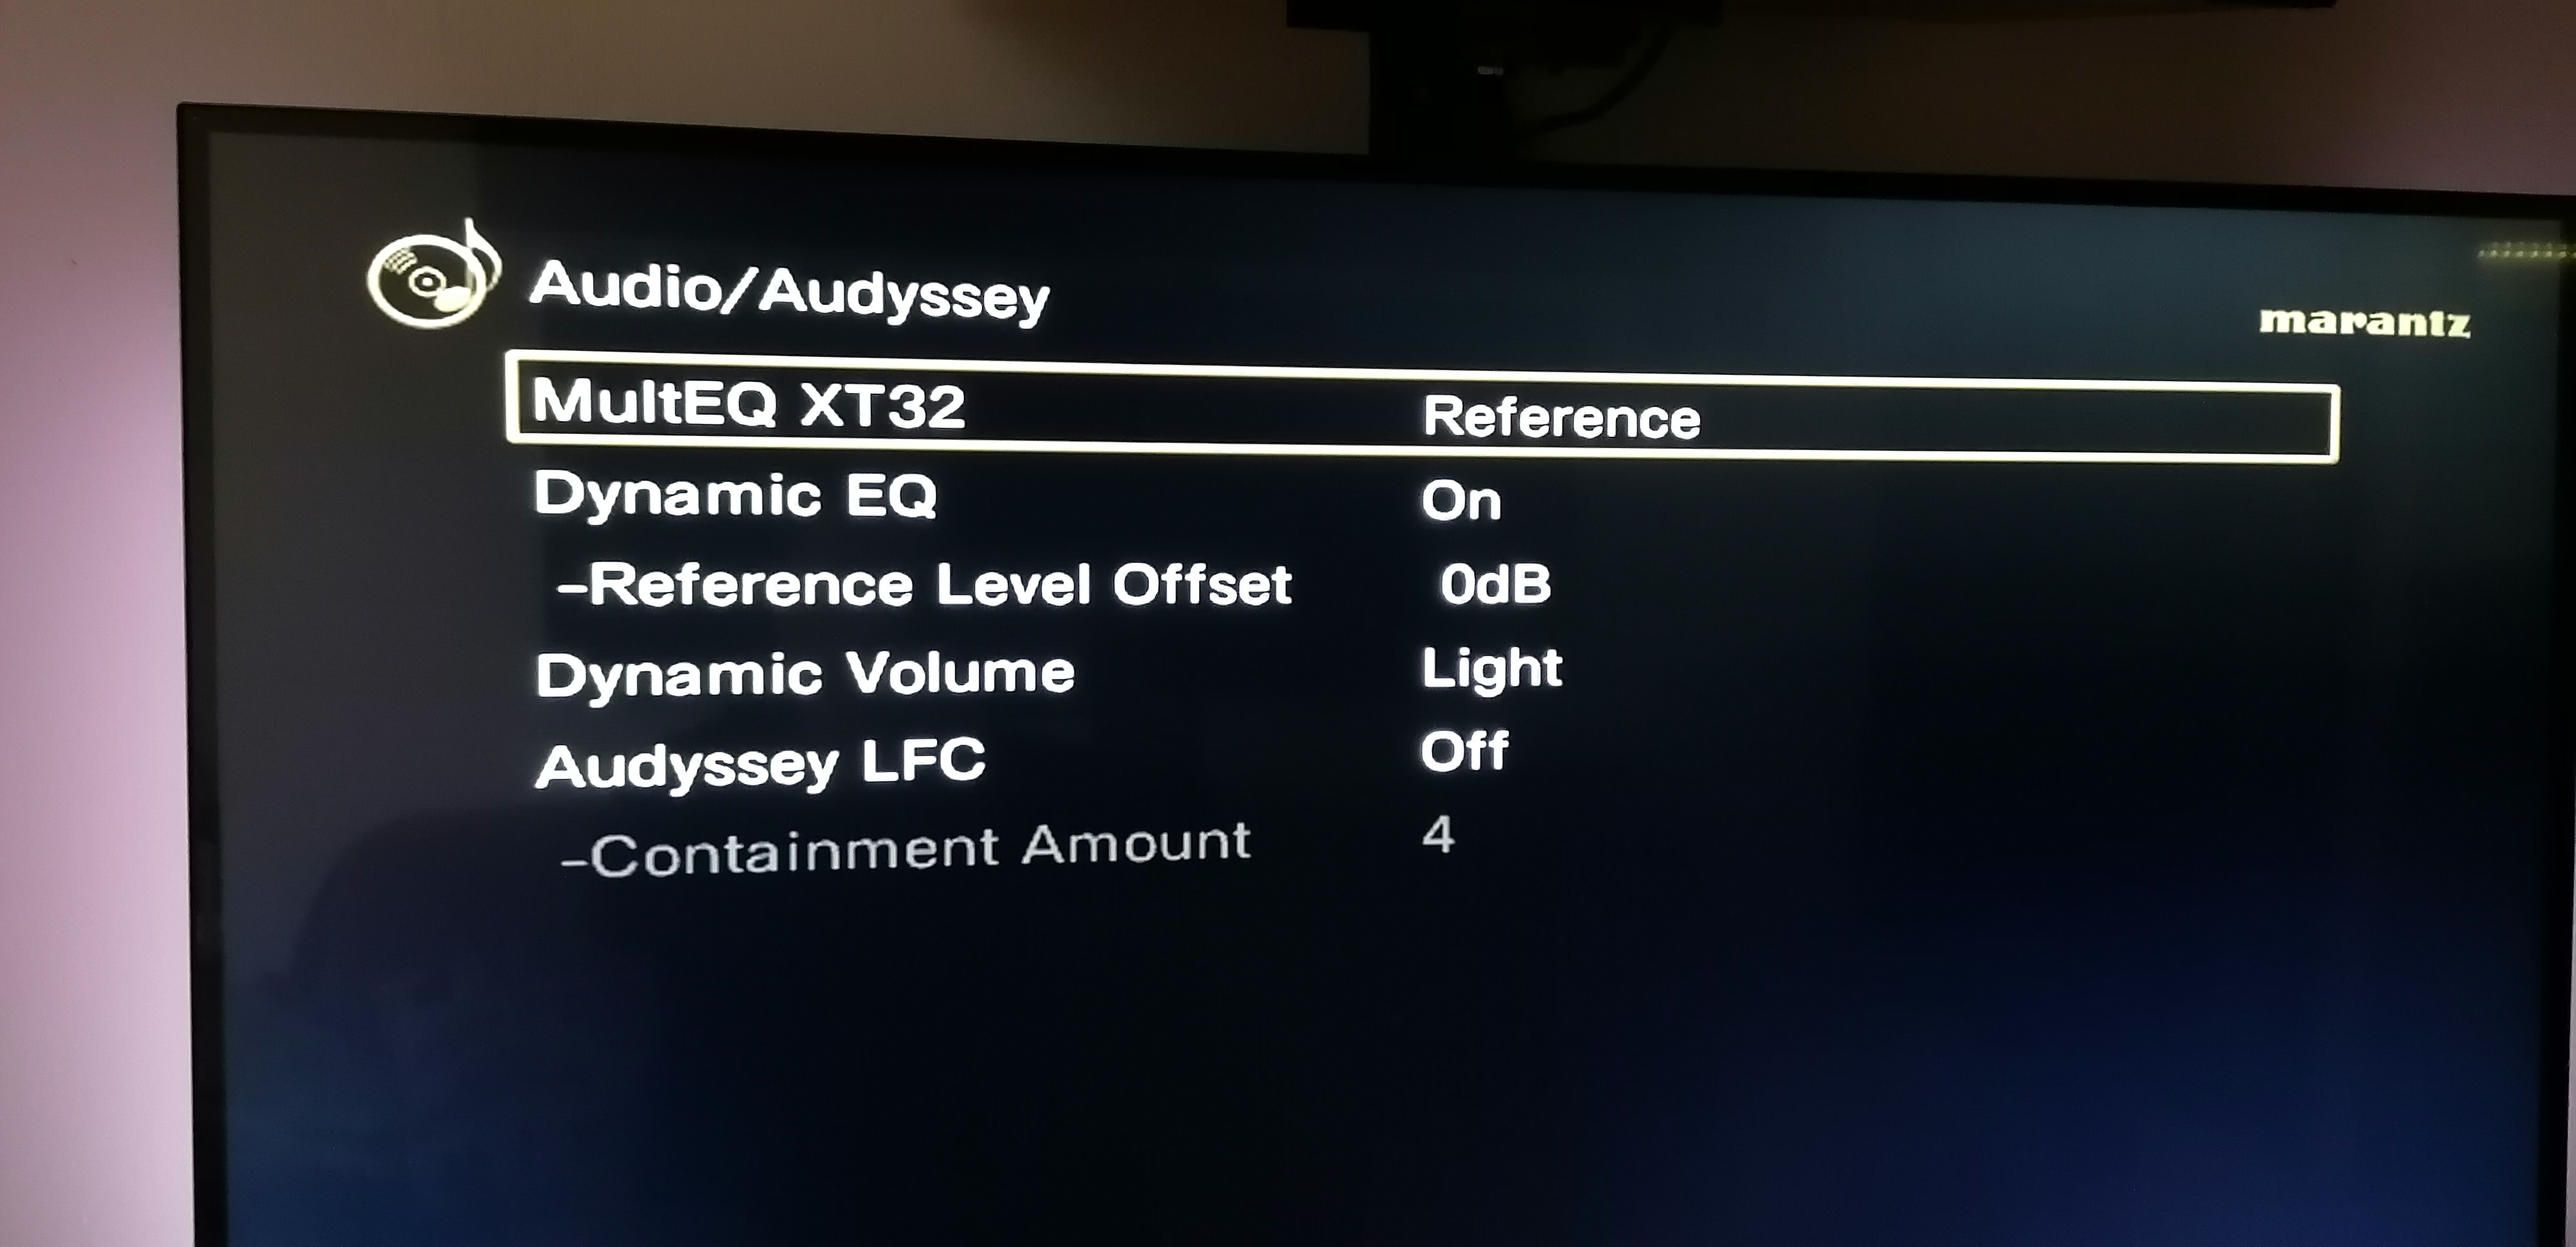 Audio/Audyssey
marantz
MultEQ XT32 Reference
Dynamic EQ On
-Reference Level Offset 0dB
Dynamic Volume Light
Audyssey LFC Off
-Containment Amount 4